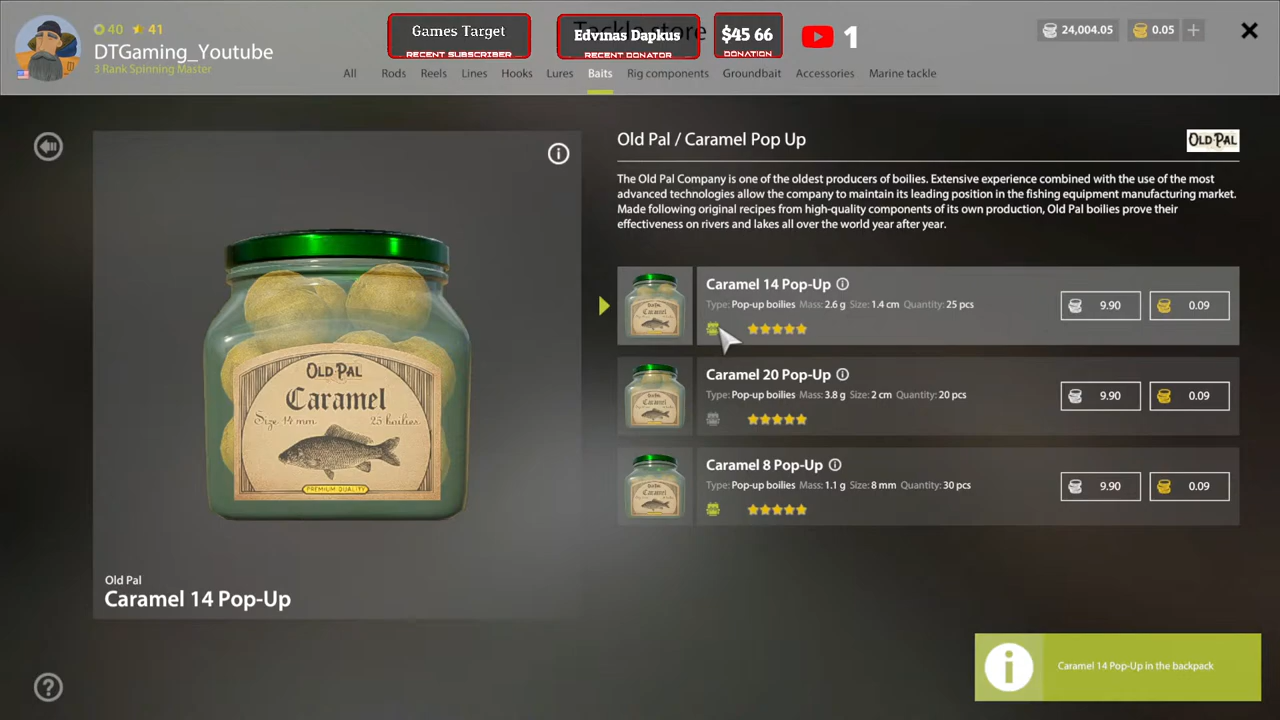 40 41
DTGaming_Youtube
3 Rank Spinning Master
Games Target
RECENT SUBSCRIBER
Tackle store
Edvinas Dapkus
RECENT DONATOR
$45 66
DONATION
1
24,004.05
0.05
All Rods Reels Lines Hooks Lures Baits Rig components Groundbait Accessories Marine tackle
OLD PAL
Caramel
Size 14 mm 25 boilies
PREMIUM QUALITY
Old Pal
Caramel 14 Pop-Up
Old Pal / Caramel Pop Up
OLD PAL
The Old Pal Company is one of the oldest producers of boilies. Extensive experience combined with the use of the most
advanced technologies allow the company to maintain its leading position in the fishing equipment manufacturing market.
Made following original recipes from high-quality components of its own production, Old Pal boilies prove their
effectiveness on rivers and lakes all over the world year after year.
Caramel 14 Pop-Up
Type: Pop-up boilies Mass: 2.6 g Size: 1.4 cm Quantity: 25 pcs
9.90 0.09
Caramel 20 Pop-Up
Type: Pop-up boilies Mass: 3.8 g Size: 2 cm Quantity: 20 pcs
9.90 0.09
Caramel 8 Pop-Up
Type: Pop-up boilies Mass: 1.1 g Size: 8 mm Quantity: 30 pcs
9.90 0.09
Caramel 14 Pop-Up in the backpack